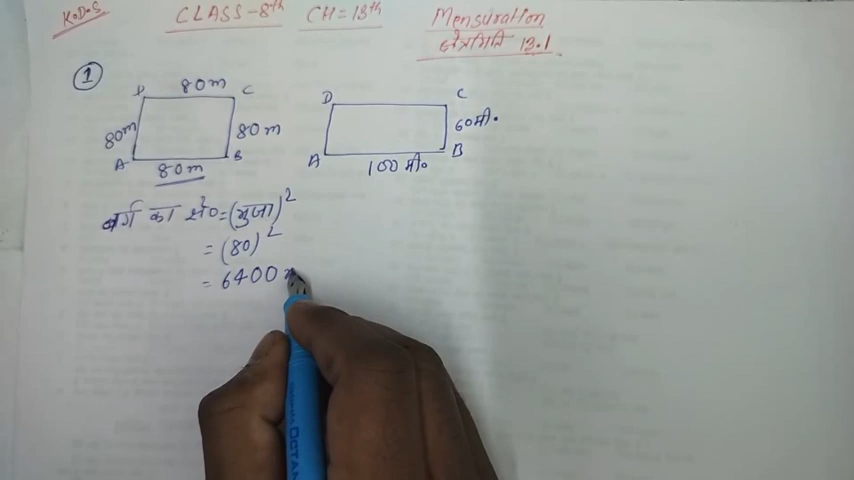 K.D.S CLASS-8th CH=13th Mensuration
क्षेत्रमिति 13.1
1
D 80m C
80m
80m
A 80m B
D C
60मी०
A B
100मी०
वर्ग का क्षे०=(भुजा)²
= (80)²
= 6400 m